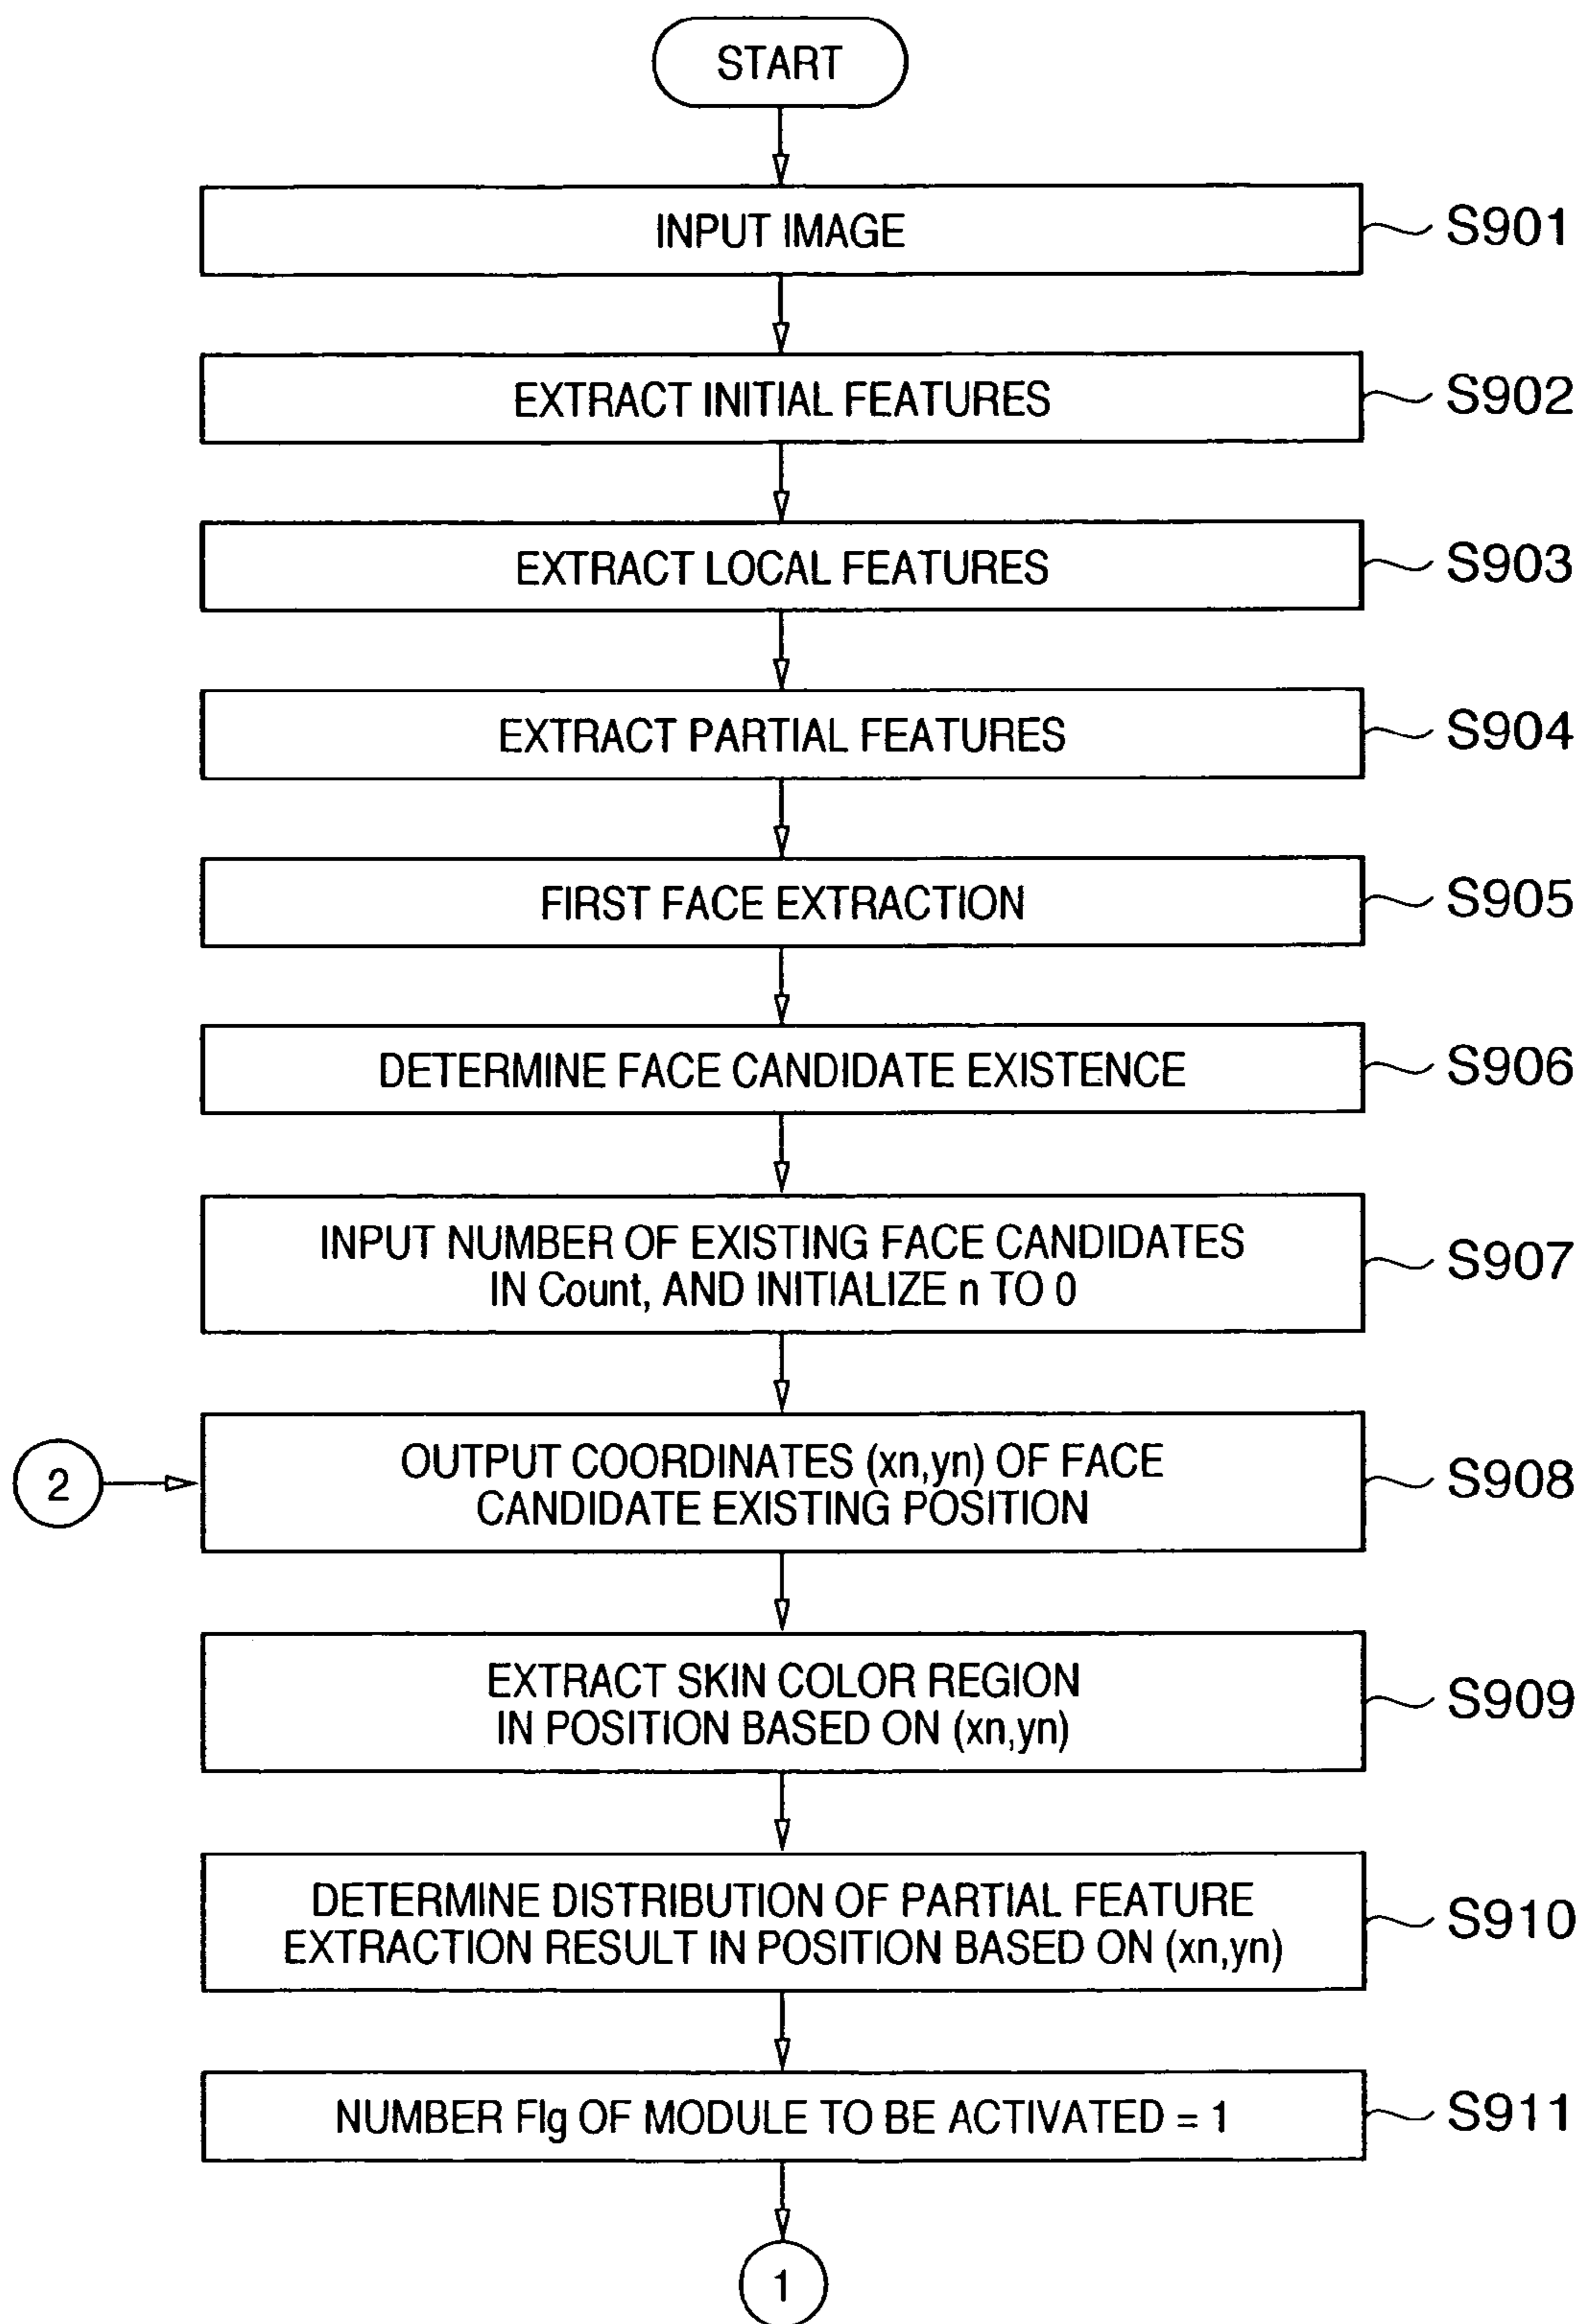 START
INPUT IMAGE
S901
EXTRACT INITIAL FEATURES
S902
EXTRACT LOCAL FEATURES
S903
EXTRACT PARTIAL FEATURES
S904
FIRST FACE EXTRACTION
S905
DETERMINE FACE CANDIDATE EXISTENCE
S906
INPUT NUMBER OF EXISTING FACE CANDIDATES
IN Count, AND INITIALIZE n TO 0
S907
2
OUTPUT COORDINATES (xn,yn) OF FACE
CANDIDATE EXISTING POSITION
S908
EXTRACT SKIN COLOR REGION
IN POSITION BASED ON (xn,yn)
S909
DETERMINE DISTRIBUTION OF PARTIAL FEATURE
EXTRACTION RESULT IN POSITION BASED ON (xn,yn)
S910
NUMBER Flg OF MODULE TO BE ACTIVATED = 1
S911
1